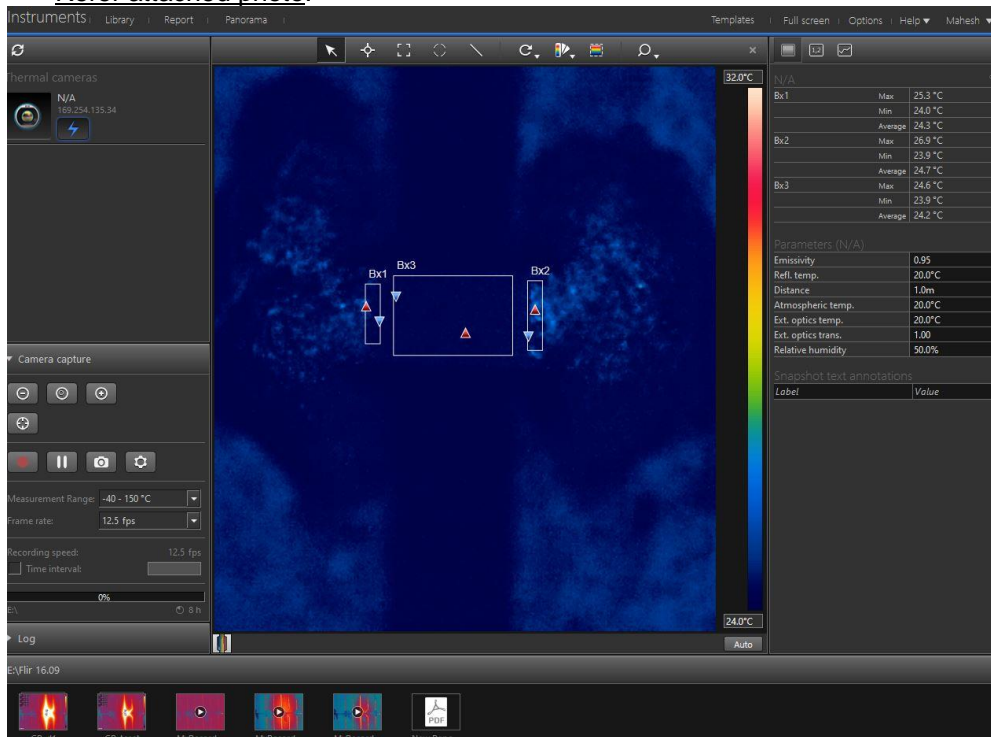 Refer attached photo.
Instruments Library Report Panorama Templates Full screen Options Help Mahesh
32.0°C
Thermal cameras
N/A
169.254.135.34
N/A
Bx1 Max 25.3 °C
Min 24.0 °C
Average 24.3 °C
Bx2 Max 26.9 °C
Min 23.9 °C
Average 24.7 °C
Bx3 Max 24.6 °C
Min 23.9 °C
Average 24.2 °C
Parameters (N/A)
Emissivity 0.95
Refl. temp. 20.0°C
Distance 1.0m
Atmospheric temp. 20.0°C
Ext. optics temp. 20.0°C
Ext. optics trans. 1.00
Relative humidity 50.0%
Snapshot text annotations
Label Value
Bx1 Bx3 Bx2
Camera capture
Measurement Range: -40 - 150 °C
Frame rate: 12.5 fps
Recording speed: 12.5 fps
Time interval:
0%
E:\ 8 h
24.0°C
Log
Auto
E:\Flir 16.09
PDF